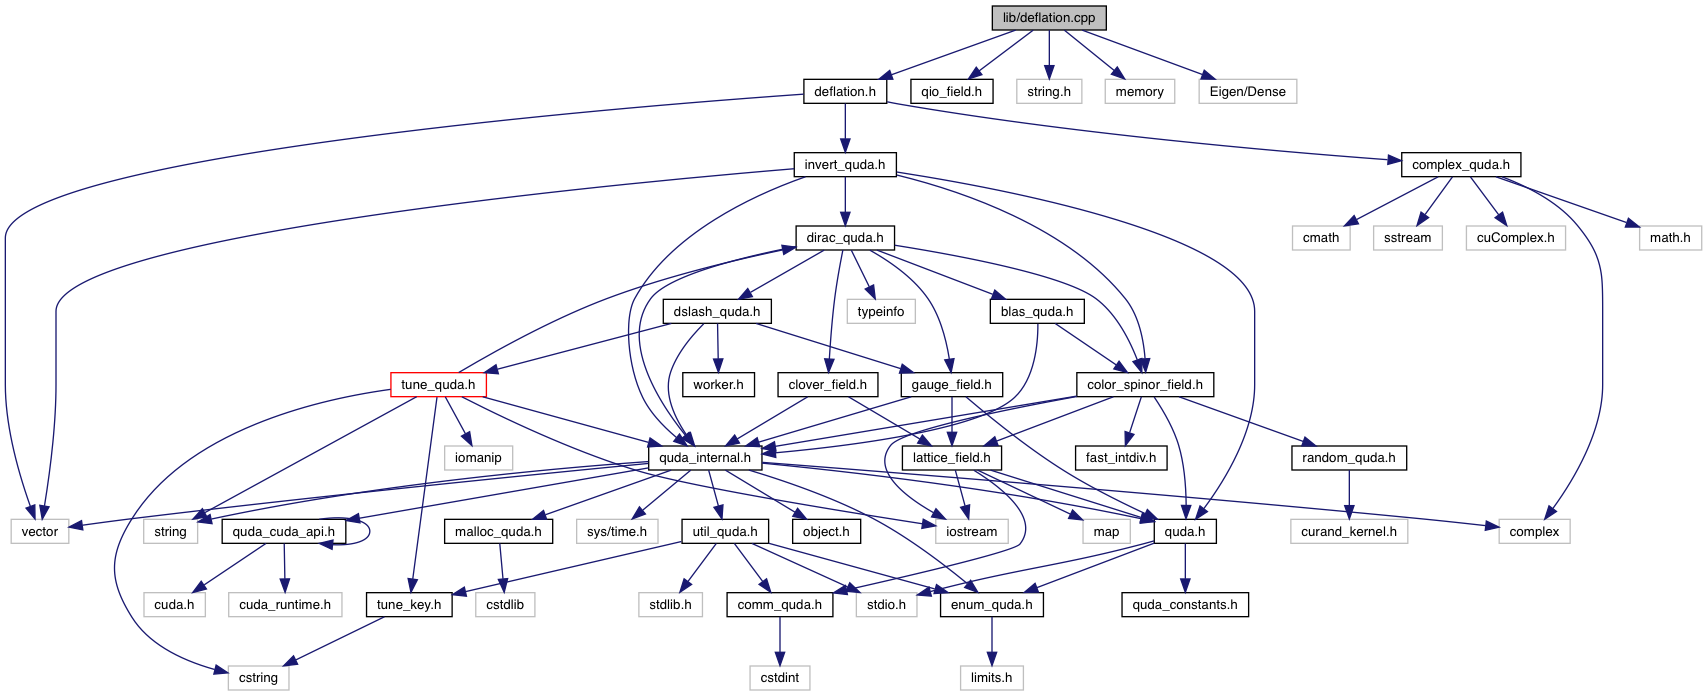 lib/deflation.cpp
deflation.h
qio_field.h
string.h
memory
Eigen/Dense
invert_quda.h
complex_quda.h
dirac_quda.h
cmath
sstream
cuComplex.h
math.h
dslash_quda.h
typeinfo
blas_quda.h
tune_quda.h
worker.h
clover_field.h
gauge_field.h
color_spinor_field.h
iomanip
quda_internal.h
lattice_field.h
fast_intdiv.h
random_quda.h
vector
string
quda_cuda_api.h
malloc_quda.h
sys/time.h
util_quda.h
object.h
iostream
map
quda.h
curand_kernel.h
complex
cuda.h
cuda_runtime.h
tune_key.h
cstdlib
stdlib.h
comm_quda.h
stdio.h
enum_quda.h
quda_constants.h
cstring
cstdint
limits.h